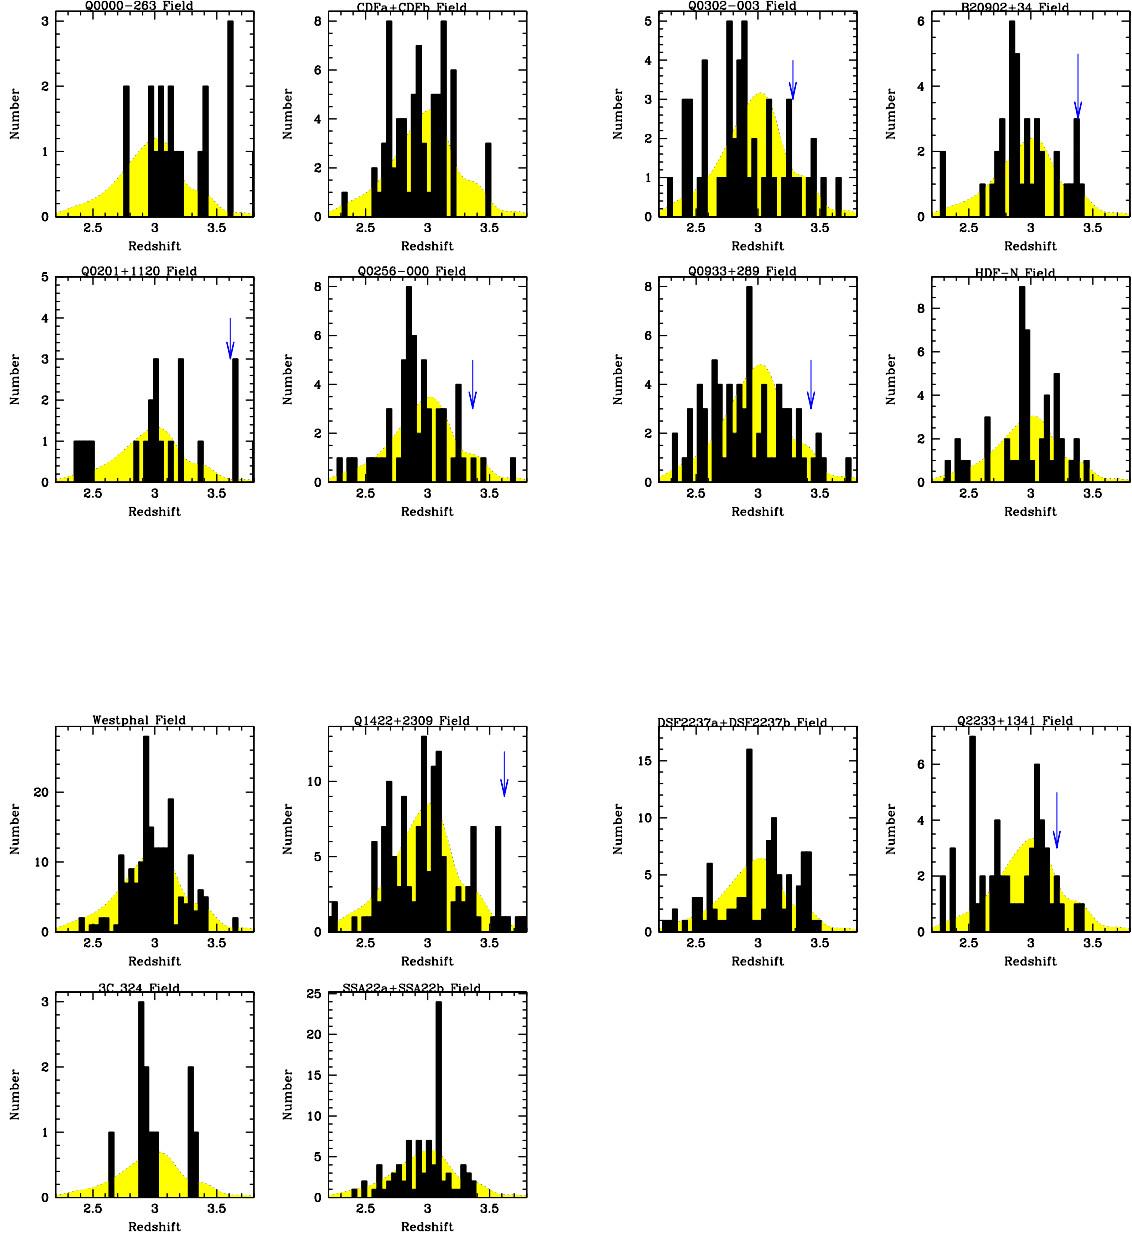 Q0000-263 Field
CDFa+CDFb Field
Q0302-003 Field
B20902+34 Field
3
2
1
0
Number
2.5 3 3.5
Redshift
8
6
4
2
0
Number
2.5 3 3.5
Redshift
5
4
3
2
1
0
Number
2.5 3 3.5
Redshift
6
4
2
0
Number
2.5 3 3.5
Redshift
Q0201+1120 Field
Q0256-000 Field
Q0933+289 Field
HDF-N Field
5
4
3
2
1
0
Number
2.5 3 3.5
Redshift
8
6
4
2
0
Number
2.5 3 3.5
Redshift
8
6
4
2
0
Number
2.5 3 3.5
Redshift
8
6
4
2
0
Number
2.5 3 3.5
Redshift
Westphal Field
Q1422+2309 Field
DSF2237a+DSF2237b Field
Q2233+1341 Field
20
10
0
Number
2.5 3 3.5
Redshift
10
5
0
Number
2.5 3 3.5
Redshift
15
10
5
0
Number
2.5 3 3.5
Redshift
6
4
2
0
Number
2.5 3 3.5
Redshift
3C 324 Field
SSA22a+SSA22b Field
3
2
1
0
Number
2.5 3 3.5
Redshift
25
20
15
10
5
0
Number
2.5 3 3.5
Redshift